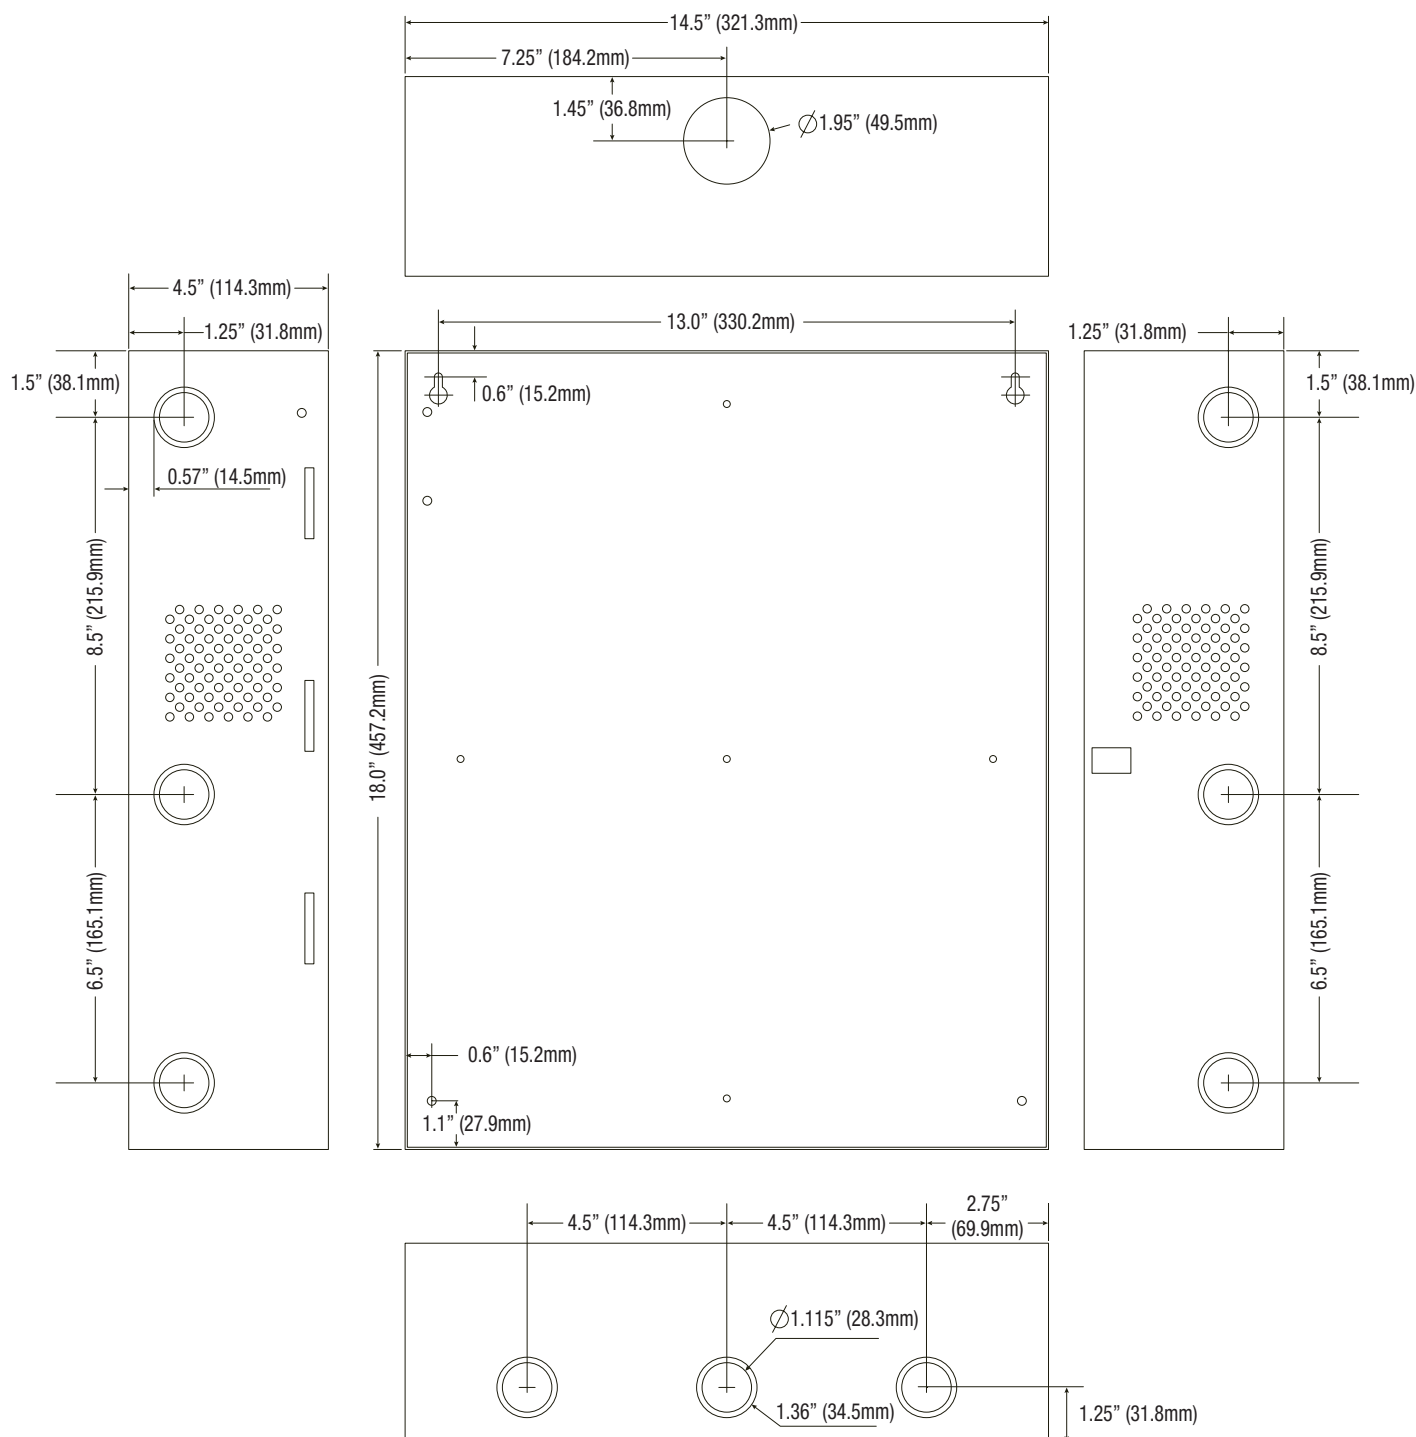 14.5” (321.3mm)
7.25” (184.2mm)
1.45” (36.8mm)
1.95” (49.5mm)
4.5” (114.3mm)
1.25” (31.8mm)
13.0” (330.2mm)
1.25” (31.8mm)
1.5” (38.1mm)
0.6” (15.2mm)
1.5” (38.1mm)
0.57” (14.5mm)
8.5” (215.9mm)
18.0” (457.2mm)
8.5” (215.9mm)
6.5” (165.1mm)
6.5” (165.1mm)
0.6” (15.2mm)
1.1” (27.9mm)
4.5” (114.3mm)
4.5” (114.3mm)
2.75”
(69.9mm)
1.115” (28.3mm)
1.36” (34.5mm)
1.25” (31.8mm)